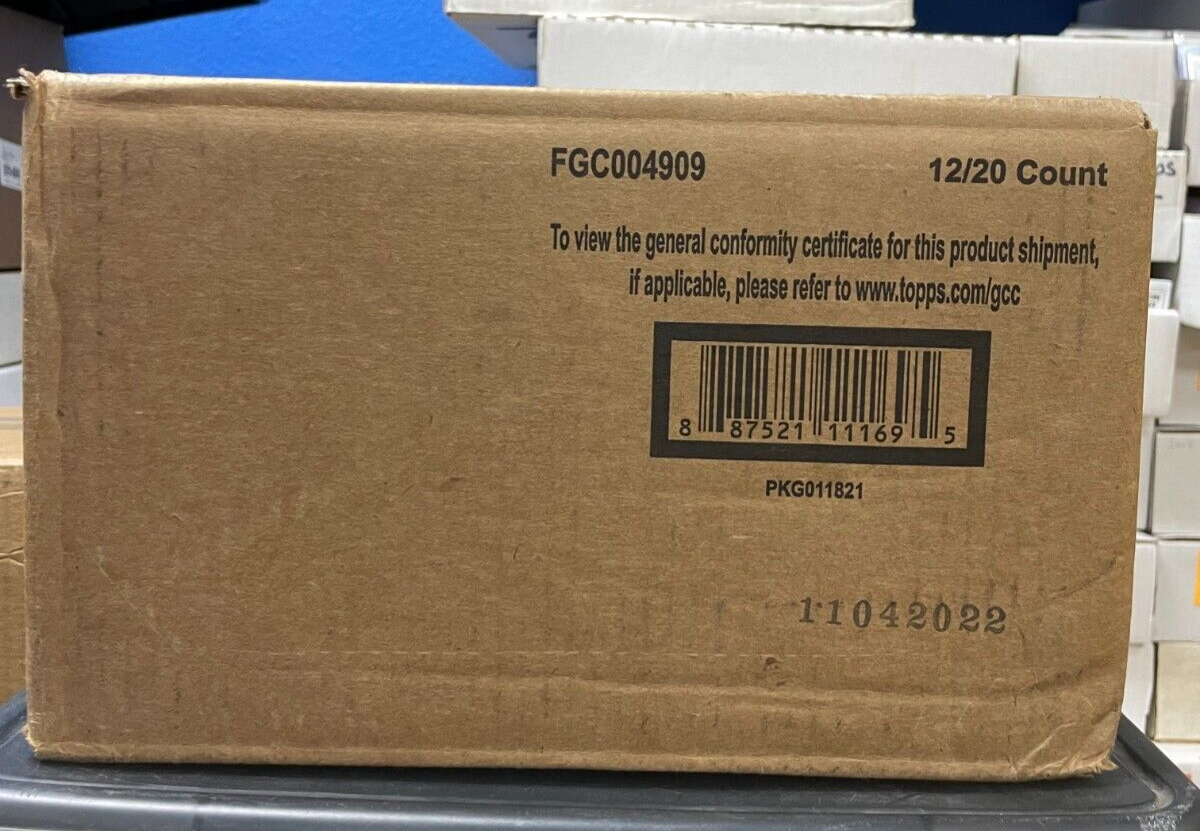 FGC004909
12/20 Count
To view the general conformity certificate for this product shipment,
if applicable, please refer to www.topps.com/gcc
8 87521 11169 5
PKG011821
11042022